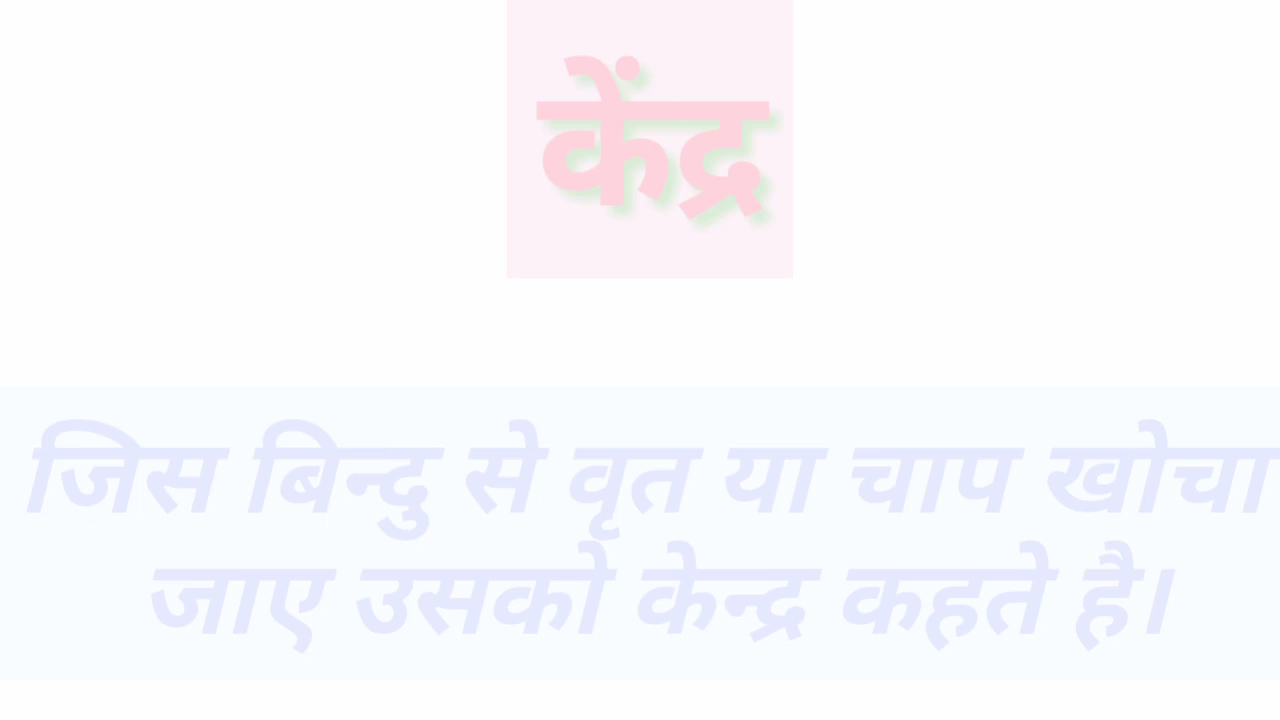 केंद्र
जिस बिन्दु से वृत या चाप खोचा
जाए उसको केन्द्र कहते है।